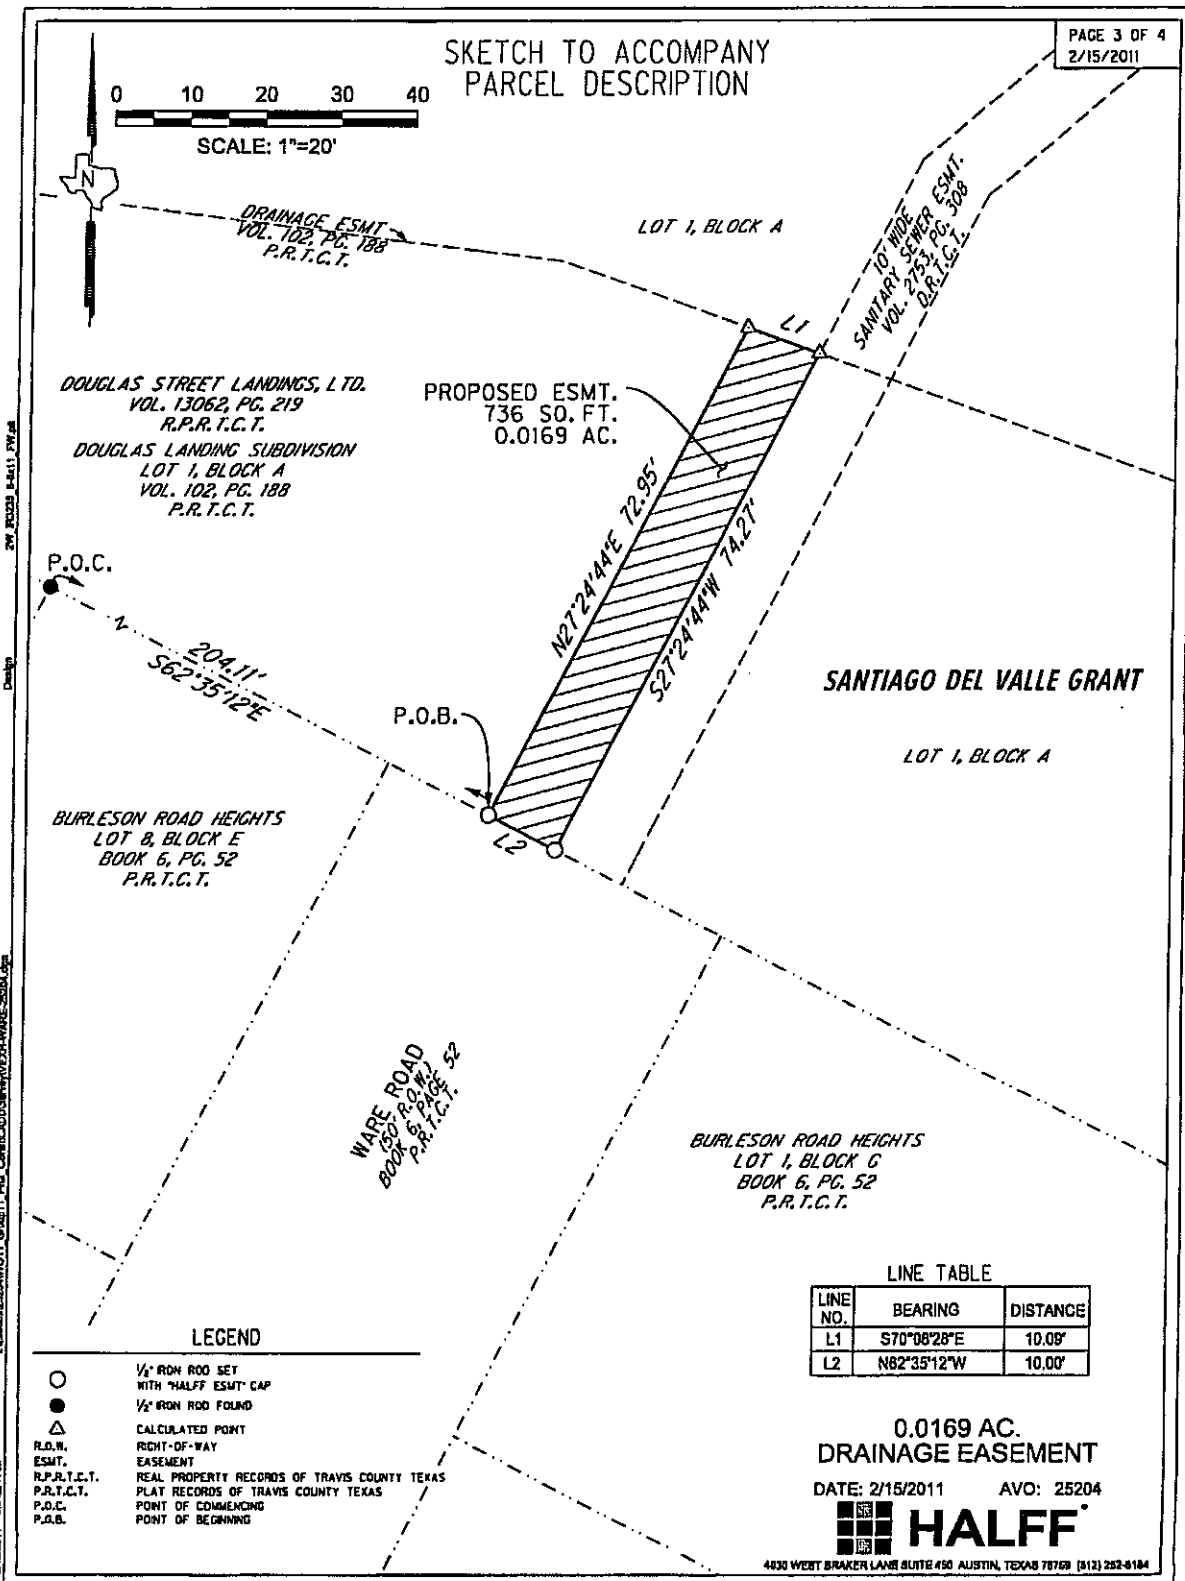 PAGE 3 OF 4
2/15/2011
SKETCH TO ACCOMPANY
PARCEL DESCRIPTION
0 10 20 30 40
SCALE: 1"=20'
N
DRAINAGE ESMT
VOL. 102, PG. 188
P.R.T.C.T.
LOT 1, BLOCK A
10' WIDE
SANITARY SEWER ESMT.
VOL. 2753, PG. 308
D.R.T.C.T.
L1
DOUGLAS STREET LANDINGS, LTD.
VOL. 13062, PG. 219
R.P.R.T.C.T.
DOUGLAS LANDING SUBDIVISION
LOT 1, BLOCK A
VOL. 102, PG. 188
P.R.T.C.T.
PROPOSED ESMT.
736 SQ. FT.
0.0169 AC.
N27°24'44"E 72.95'
S27°24'44"W 74.27'
P.O.C.
204.11'
S62°35'12"E
P.O.B.
L2
SANTIAGO DEL VALLE GRANT
LOT 1, BLOCK A
BURLESON ROAD HEIGHTS
LOT 8, BLOCK E
BOOK 6, PG. 52
P.R.T.C.T.
WARE ROAD
(50' R.O.W.)
BOOK 6, PAGE 52
P.R.T.C.T.
BURLESON ROAD HEIGHTS
LOT 1, BLOCK G
BOOK 6, PG. 52
P.R.T.C.T.
LINE TABLE
LINE NO. BEARING DISTANCE
L1 S70°08'28"E 10.09'
L2 N62°35'12"W 10.00'
LEGEND
1/2" IRON ROD SET
WITH "HALFF ESMT" CAP
1/2" IRON ROD FOUND
CALCULATED POINT
R.O.W. RIGHT-OF-WAY
ESMT. EASEMENT
R.P.R.T.C.T. REAL PROPERTY RECORDS OF TRAVIS COUNTY TEXAS
P.R.T.C.T. PLAT RECORDS OF TRAVIS COUNTY TEXAS
P.O.C. POINT OF COMMENCING
P.O.B. POINT OF BEGINNING
0.0169 AC.
DRAINAGE EASEMENT
DATE: 2/15/2011 AVO: 25204
HALFF
4030 WEST BRAKER LANE SUITE 450 AUSTIN, TEXAS 78759 (512) 252-8184
Design